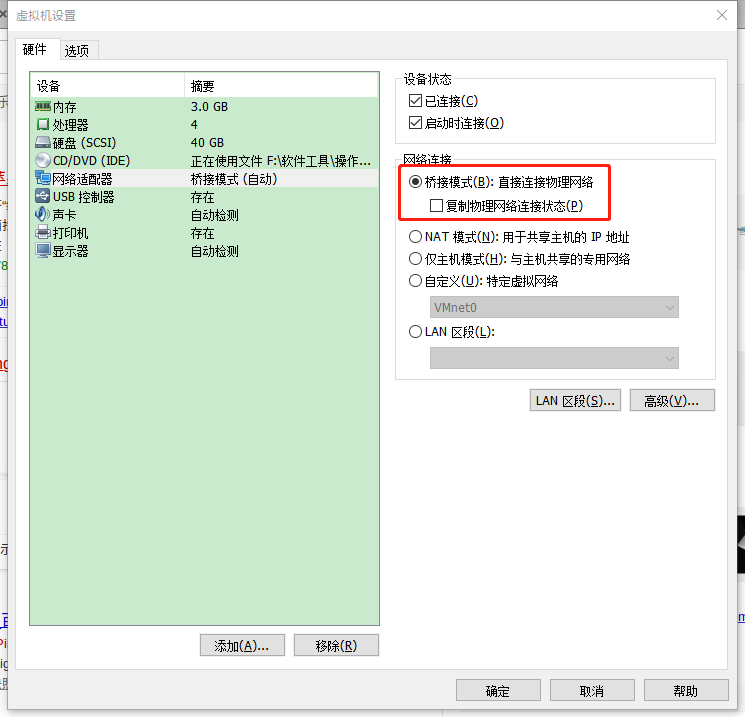 虚拟机设置
硬件 选项
设备 摘要
内存 3.0 GB
处理器 4
硬盘 (SCSI) 40 GB
CD/DVD (IDE) 正在使用文件 F:\软件工具\操作...
网络适配器 桥接模式 (自动)
USB 控制器 存在
声卡 自动检测
打印机 存在
显示器 自动检测
添加(A)... 移除(R)
设备状态
已连接(C)
启动时连接(O)
网络连接
桥接模式(B): 直接连接物理网络
复制物理网络连接状态(P)
NAT 模式(N): 用于共享主机的 IP 地址
仅主机模式(H): 与主机共享的专用网络
自定义(U): 特定虚拟网络
VMnet0
LAN 区段(L):
LAN 区段(S)... 高级(V)...
确定 取消 帮助